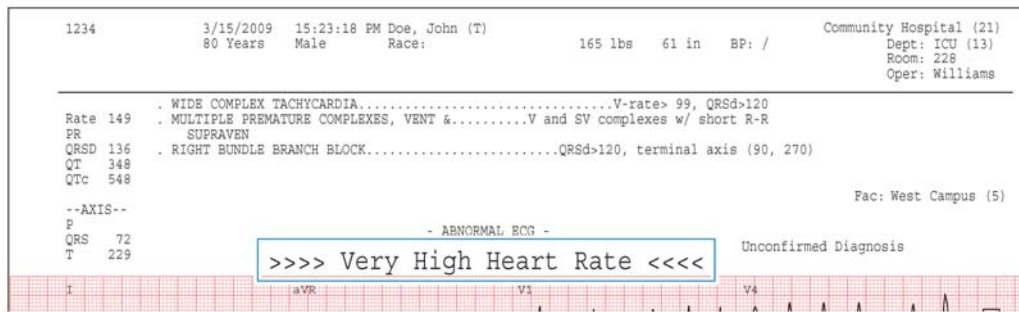 1234 3/15/2009 15:23:18 PM Doe, John (T) Community Hospital (21)
80 Years Male Race: 165 lbs 61 in BP: / Dept: ICU (13)
Room: 228
Oper: Williams
. WIDE COMPLEX TACHYCARDIA.................................V-rate> 99, QRSd>120
Rate 149 . MULTIPLE PREMATURE COMPLEXES, VENT &..........V and SV complexes w/ short R-R
PR SUPRAVEN
QRSD 136 . RIGHT BUNDLE BRANCH BLOCK.........................QRSd>120, terminal axis (90, 270)
QT 348
QTc 548
Fac: West Campus (5)
--AXIS--
P
- ABNORMAL ECG -
QRS 72
Unconfirmed Diagnosis
T 229
>>>> Very High Heart Rate <<<<
I aVR V1 V4